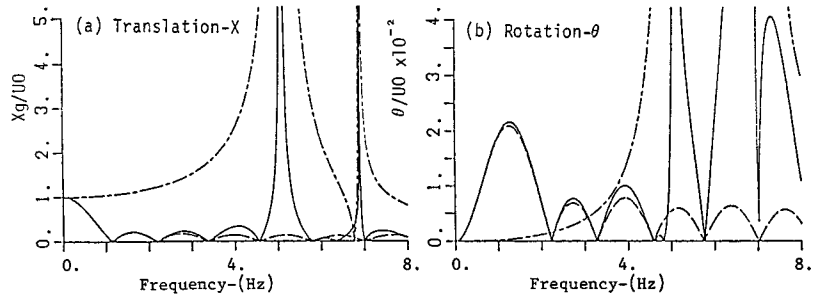 (a) Translation-X
Xg/U0
5.
4.
3.
2.
1.
0.
0. 4. 8.
Frequency-(Hz)
(b) Rotation-θ
θ/U0 x10⁻²
4.
3.
2.
1.
0.
0. 4. 8.
Frequency-(Hz)